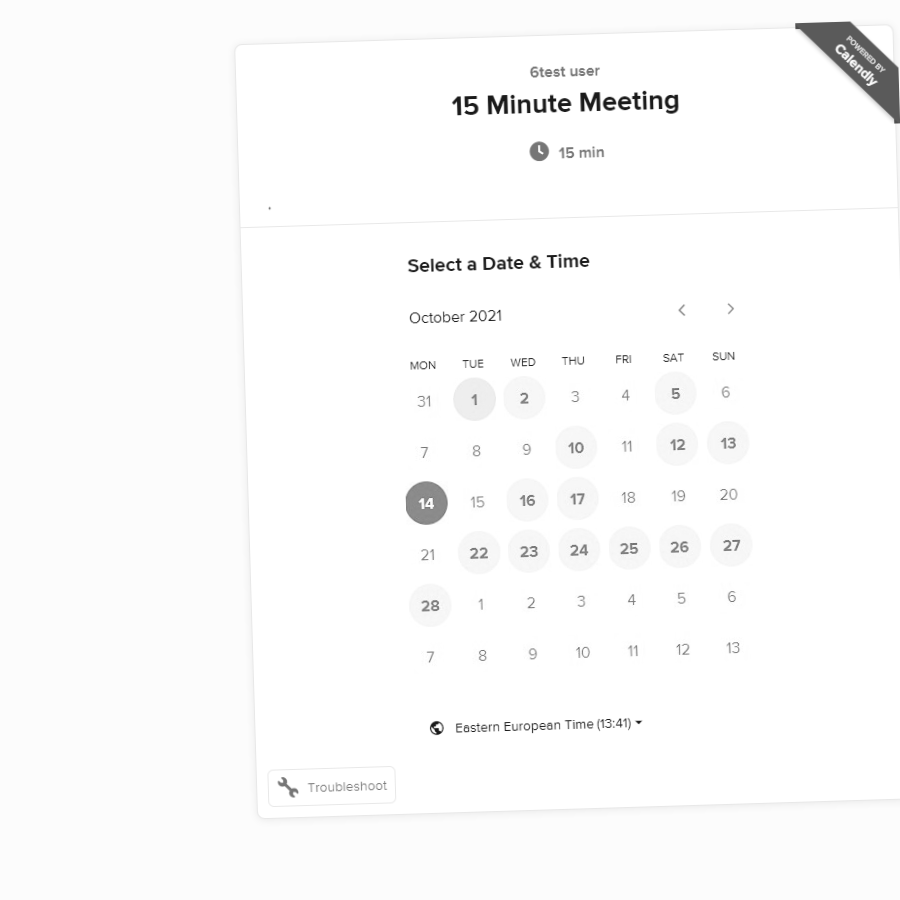 POWERED BY
Calendly
6test user
15 Minute Meeting
15 min
.
Select a Date & Time
October 2021
MON TUE WED THU FRI SAT SUN
31 1 2 3 4 5 6
7 8 9 10 11 12 13
14 15 16 17 18 19 20
21 22 23 24 25 26 27
28 1 2 3 4 5 6
7 8 9 10 11 12 13
Eastern European Time (13:41)
Troubleshoot